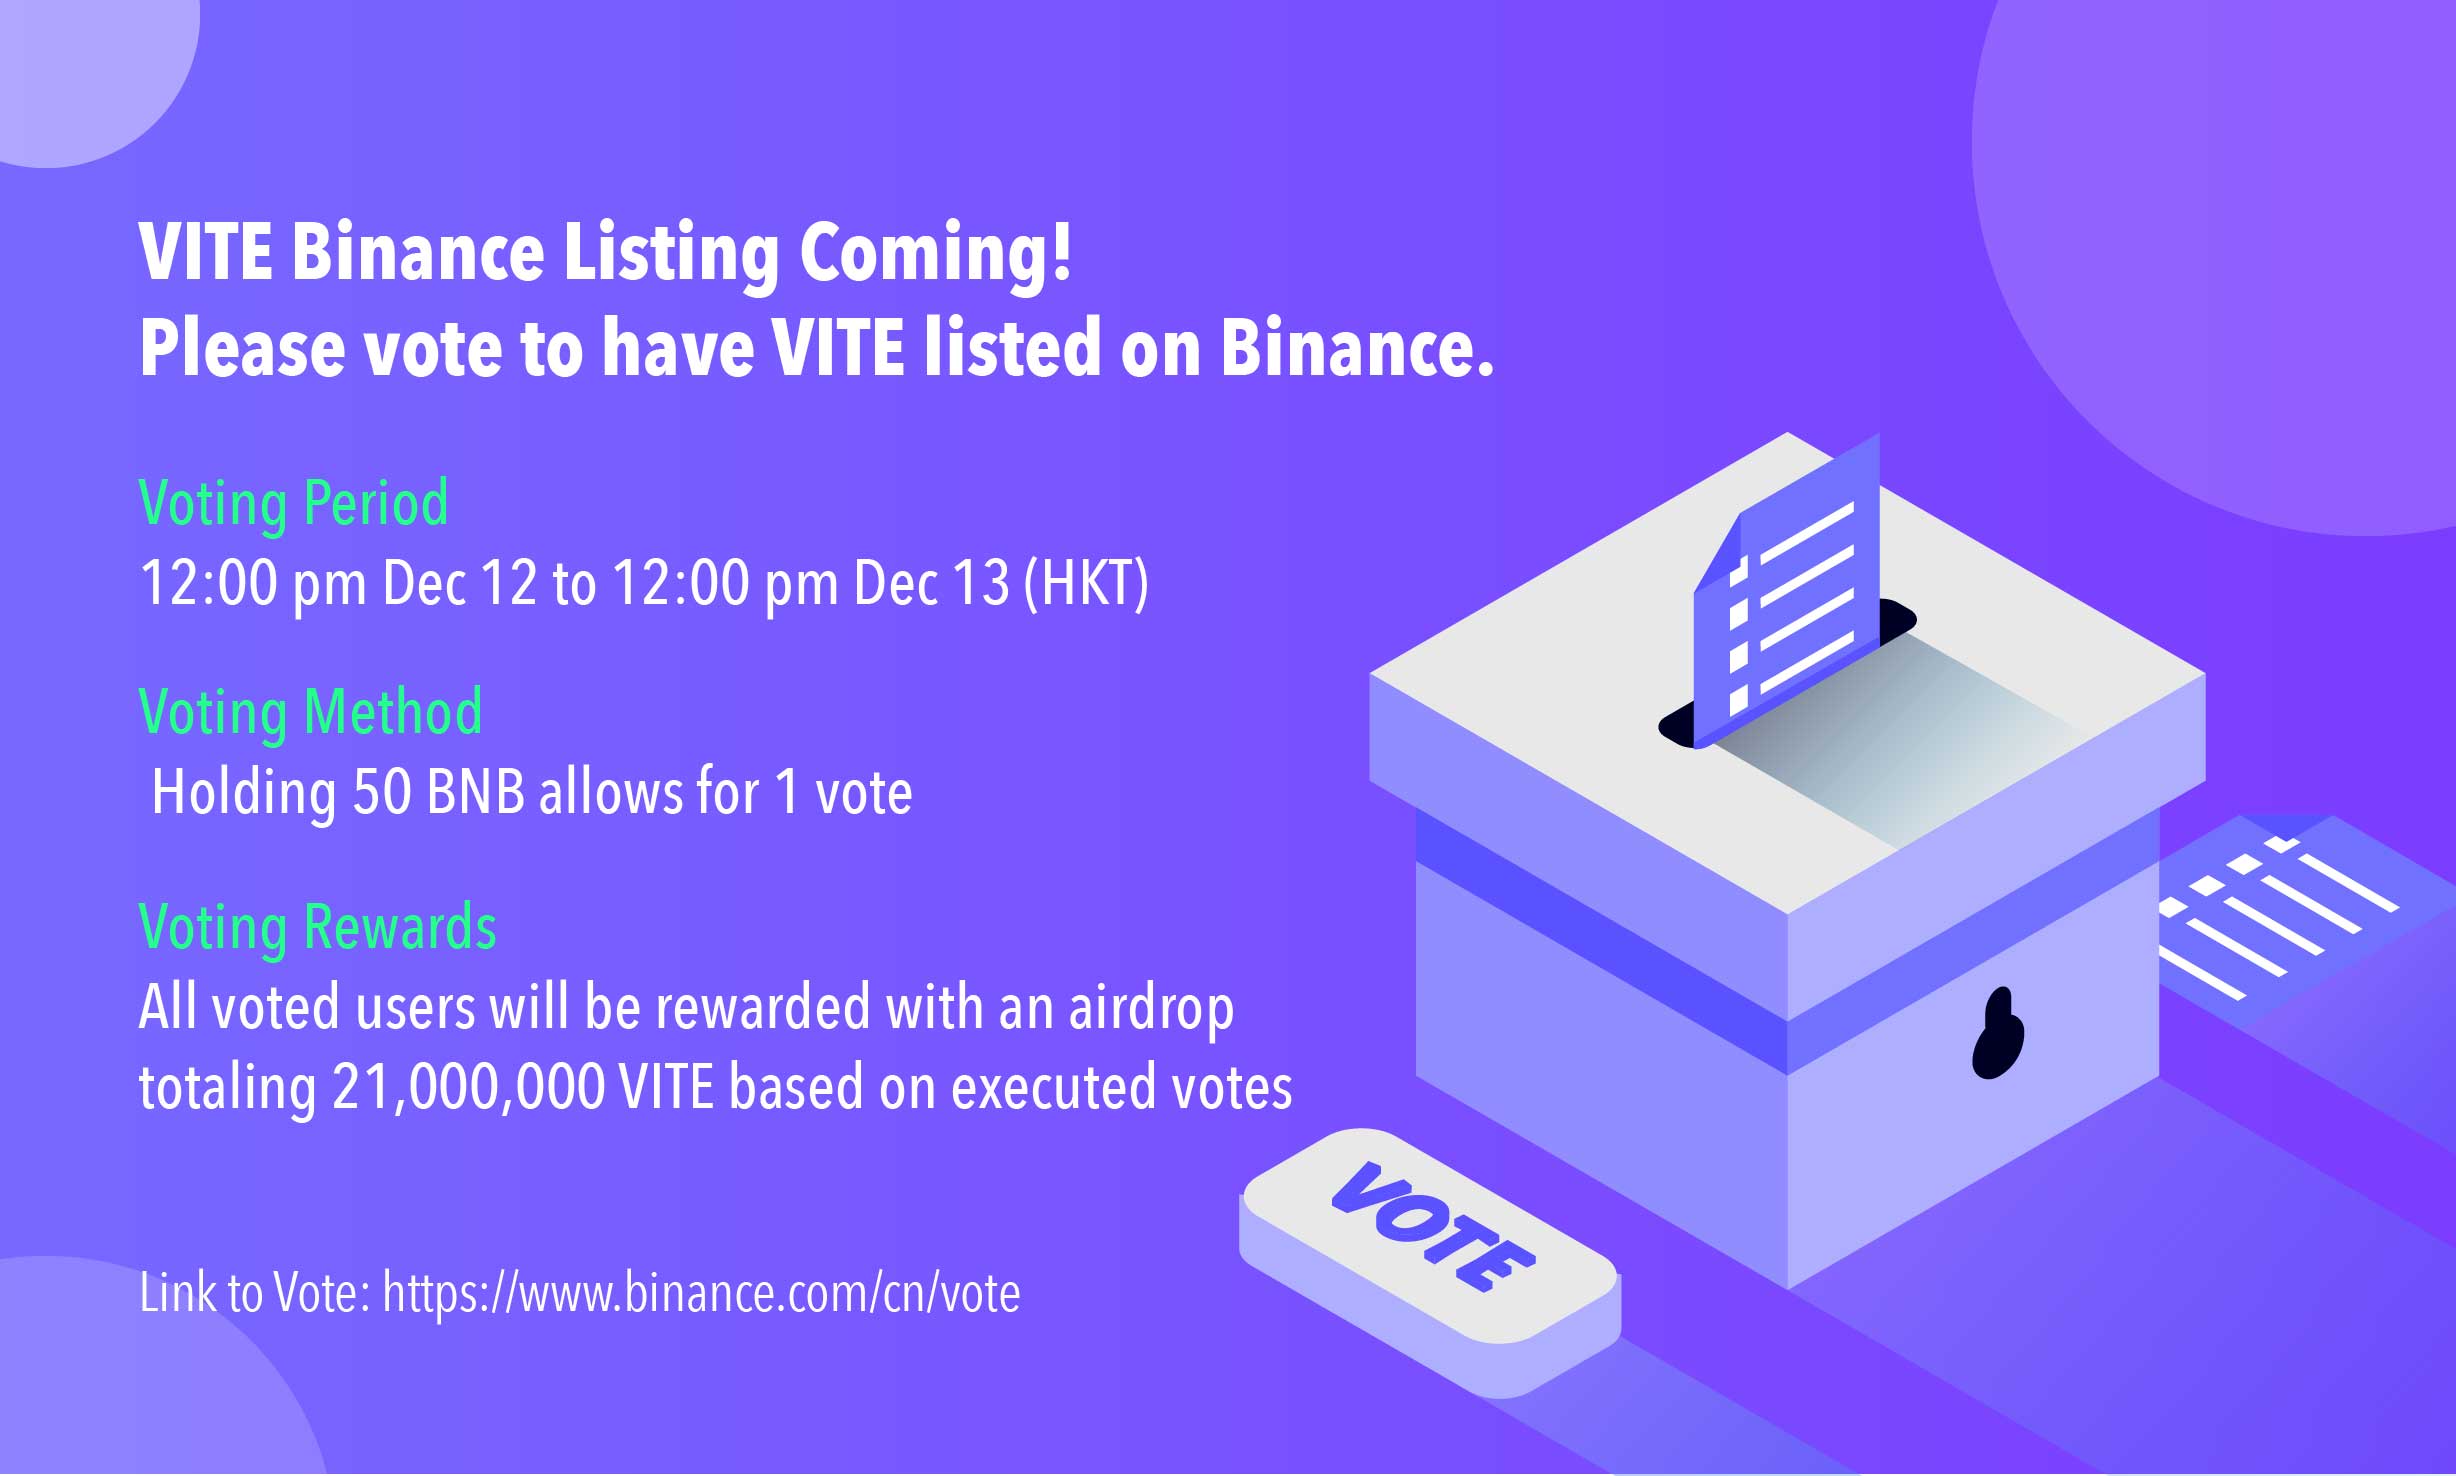 VITE Binance Listing Coming!
Please vote to have VITE listed on Binance.
Voting Period
12:00 pm Dec 12 to 12:00 pm Dec 13 (HKT)
Voting Method
Holding 50 BNB allows for 1 vote
Voting Rewards
All voted users will be rewarded with an airdrop
totaling 21,000,000 VITE based on executed votes
VOTE
Link to Vote: https://www.binance.com/cn/vote